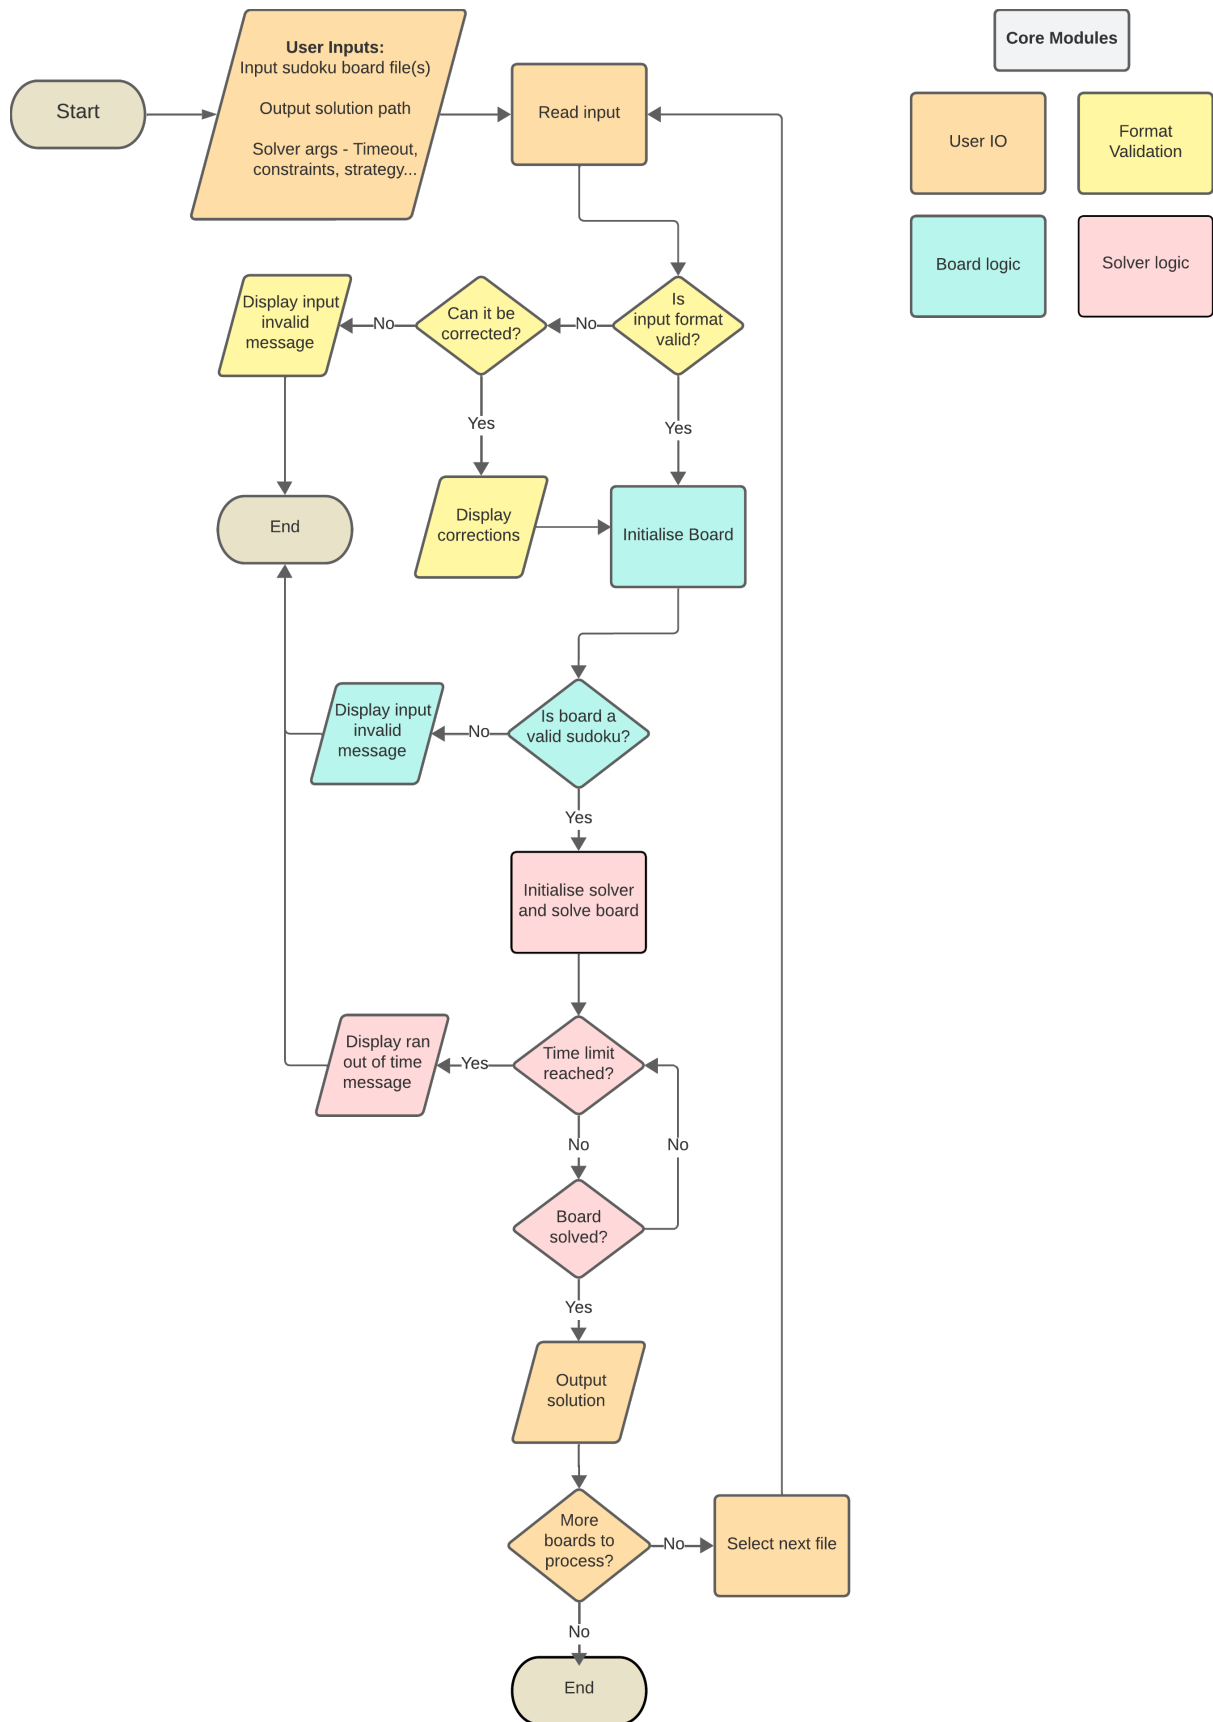 Start
User Inputs:
Input sudoku board file(s)
Output solution path
Solver args - Timeout,
constraints, strategy...
Read input
Core Modules
User IO
Format
Validation
Board logic
Solver logic
Is
input format
valid?
No
Can it be
corrected?
No
Display input
invalid
message
Yes
Yes
Display
corrections
Initialise Board
End
Is board a
valid sudoku?
No
Display input
invalid
message
Yes
Initialise solver
and solve board
Time limit
reached?
Yes
Display ran
out of time
message
No
No
Board
solved?
Yes
Output
solution
More
boards to
process?
No
Select next file
No
End